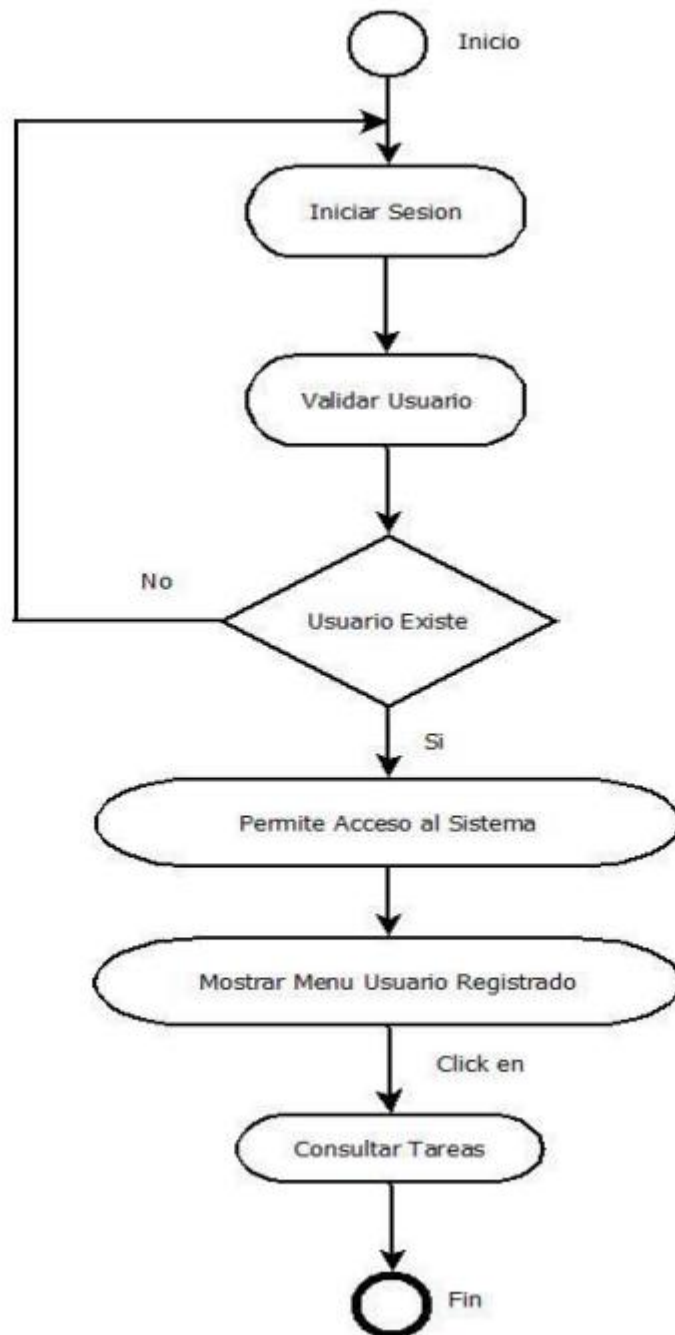 Inicio
Iniciar Sesion
Validar Usuario
No
Usuario Existe
Si
Permite Acceso al Sistema
Mostrar Menu Usuario Registrado
Click en
Consultar Tareas
Fin